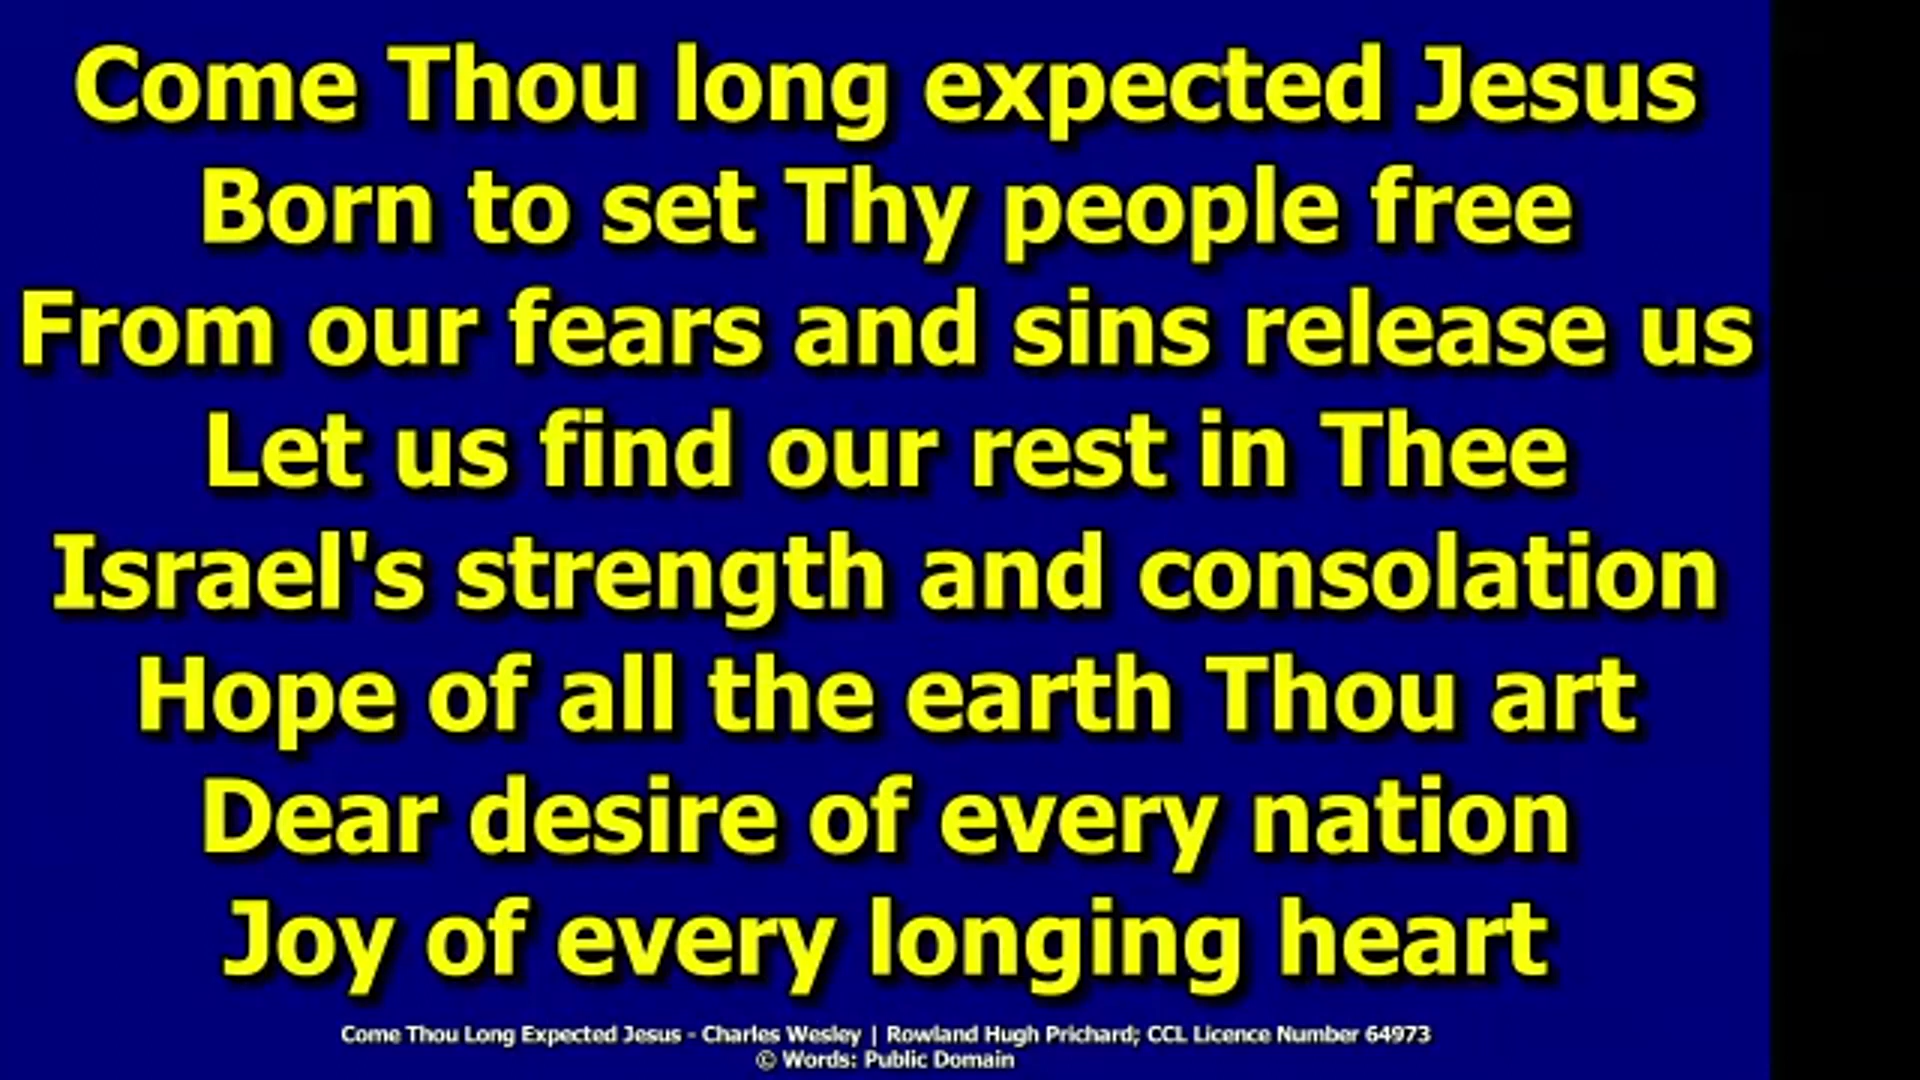 Come Thou long expected Jesus
Born to set Thy people free
From our fears and sins release us
Let us find our rest in Thee
Israel's strength and consolation
Hope of all the earth Thou art
Dear desire of every nation
Joy of every longing heart
Come Thou Long Expected Jesus - Charles Wesley | Rowland Hugh Prichard; CCL Licence Number 64973
© Words: Public Domain